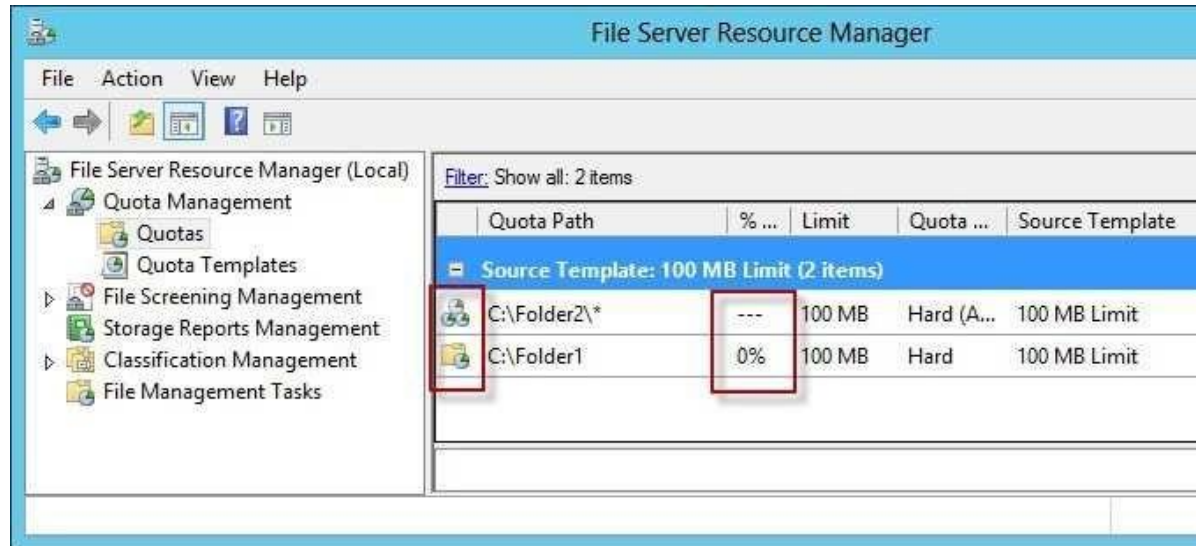 File Server Resource Manager
File Action View Help
File Server Resource Manager (Local)
Quota Management
Quotas
Quota Templates
File Screening Management
Storage Reports Management
Classification Management
File Management Tasks
Filter: Show all: 2 items
Quota Path % ... Limit Quota ... Source Template
Source Template: 100 MB Limit (2 items)
C:\Folder2\* --- 100 MB Hard (A... 100 MB Limit
C:\Folder1 0% 100 MB Hard 100 MB Limit